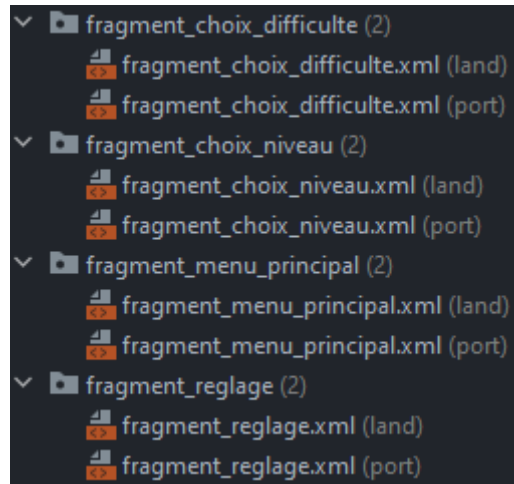 fragment_choix_difficulte (2)
fragment_choix_difficulte.xml (land)
fragment_choix_difficulte.xml (port)
fragment_choix_niveau (2)
fragment_choix_niveau.xml (land)
fragment_choix_niveau.xml (port)
fragment_menu_principal (2)
fragment_menu_principal.xml (land)
fragment_menu_principal.xml (port)
fragment_reglage (2)
fragment_reglage.xml (land)
fragment_reglage.xml (port)